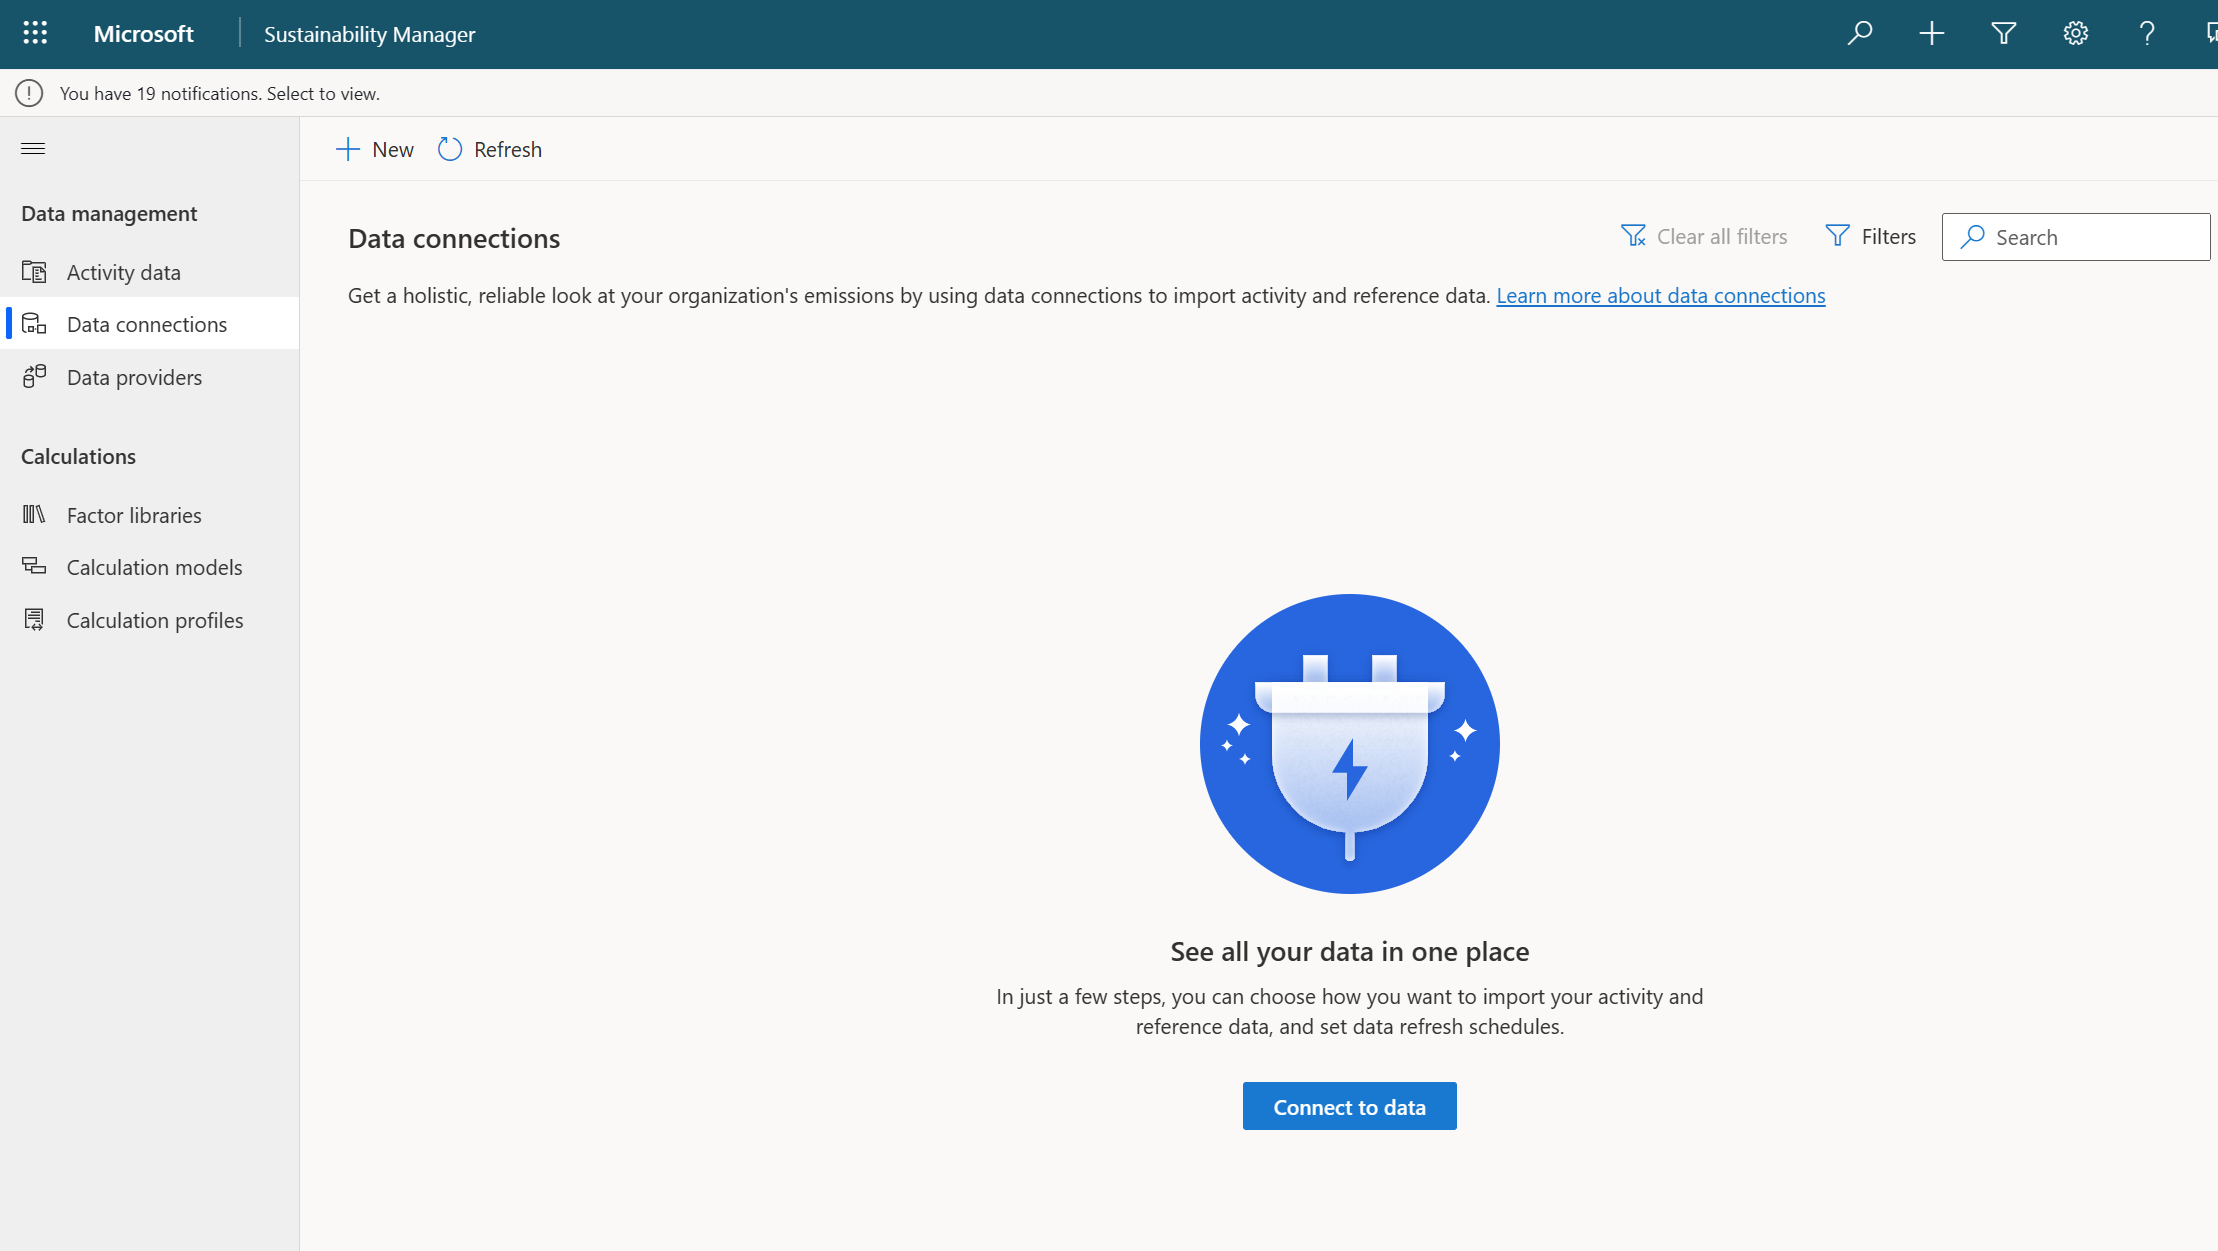 Microsoft
Sustainability Manager
You have 19 notifications. Select to view.
New
Refresh
Data management
Activity data
Data connections
Data providers
Calculations
Factor libraries
Calculation models
Calculation profiles
Data connections
Clear all filters
Filters
Search
Get a holistic, reliable look at your organization's emissions by using data connections to import activity and reference data. Learn more about data connections
See all your data in one place
In just a few steps, you can choose how you want to import your activity and
reference data, and set data refresh schedules.
Connect to data